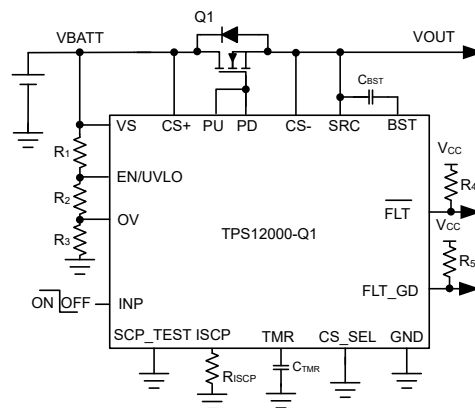 Q1
VBATT
VOUT
CBST
VS CS+ PU PD CS- SRC BST
R1
EN/UVLO
R2
OV
R3
TPS12000-Q1
VCC
R4
FLT
VCC
R5
FLT_GD
ON OFF INP
SCP_TEST ISCP TMR CS_SEL GND
RISCP
CTMR